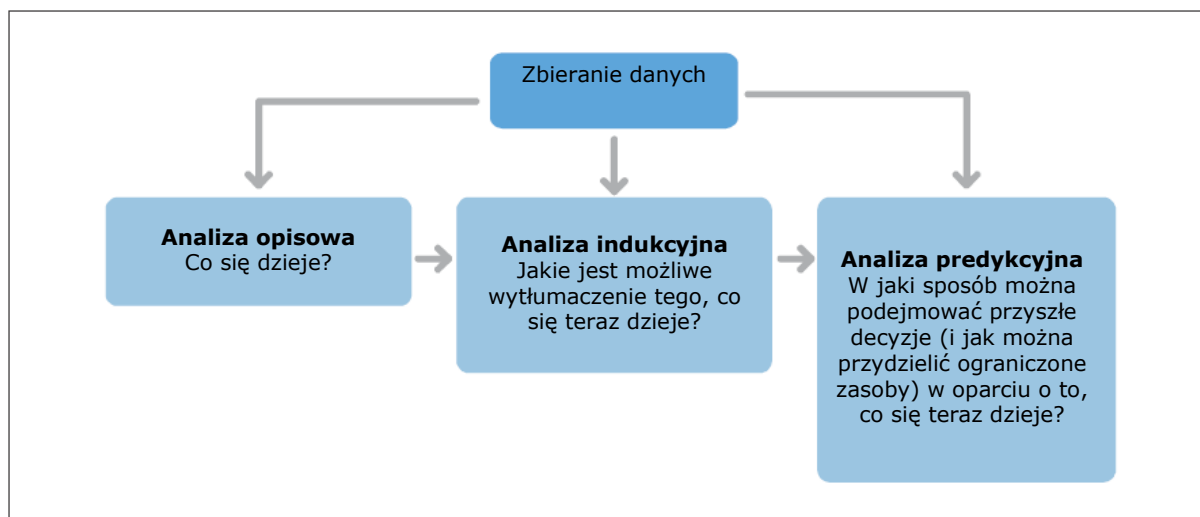 Zbieranie danych
Analiza opisowa
Co się dzieje?
Analiza indukcyjna
Jakie jest możliwe
wytłumaczenie tego, co
się teraz dzieje?
Analiza predykcyjna
W jaki sposób można
podejmować przyszłe
decyzje (i jak można
przydzielić ograniczone
zasoby) w oparciu o to,
co się teraz dzieje?